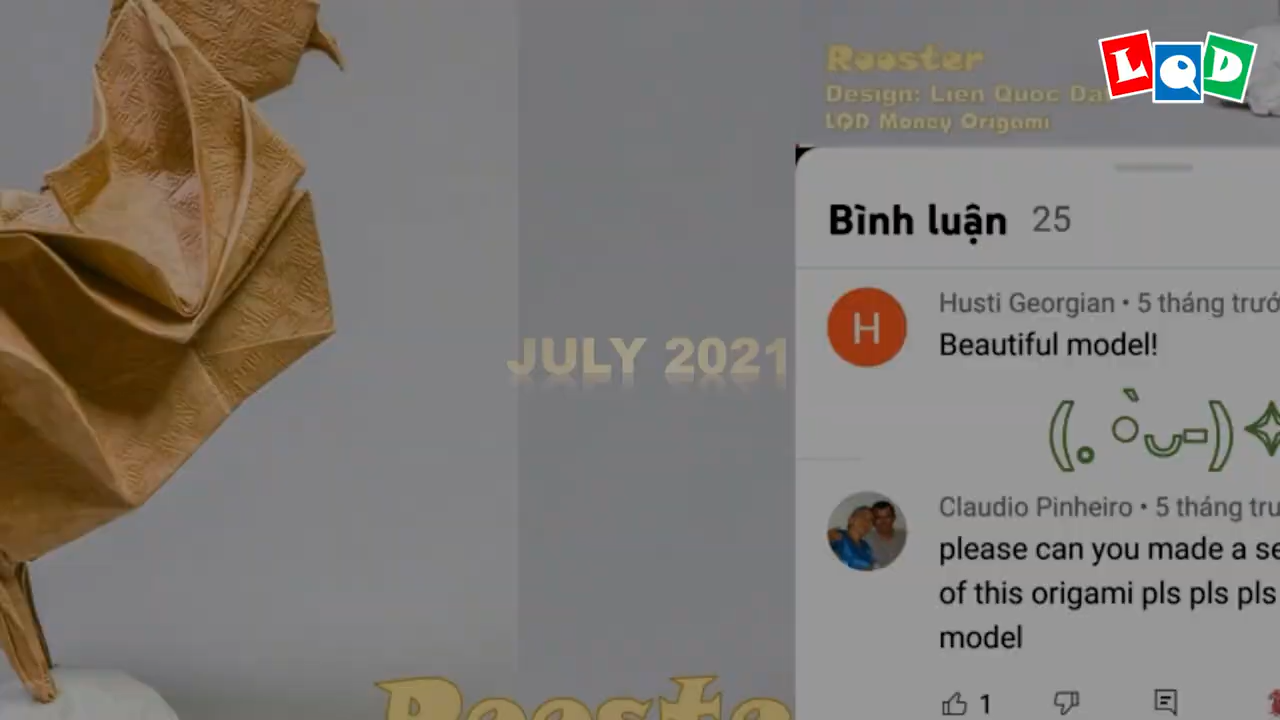 LQD
Rooster
Design: Lien Quoc Da
LQD Money Origami
Bình luận 25
Husti Georgian • 5 tháng trướ
Beautiful model!
JULY 2021
Claudio Pinheiro • 5 tháng trư
please can you made a se
of this origami pls pls pls
model
1
Rooste